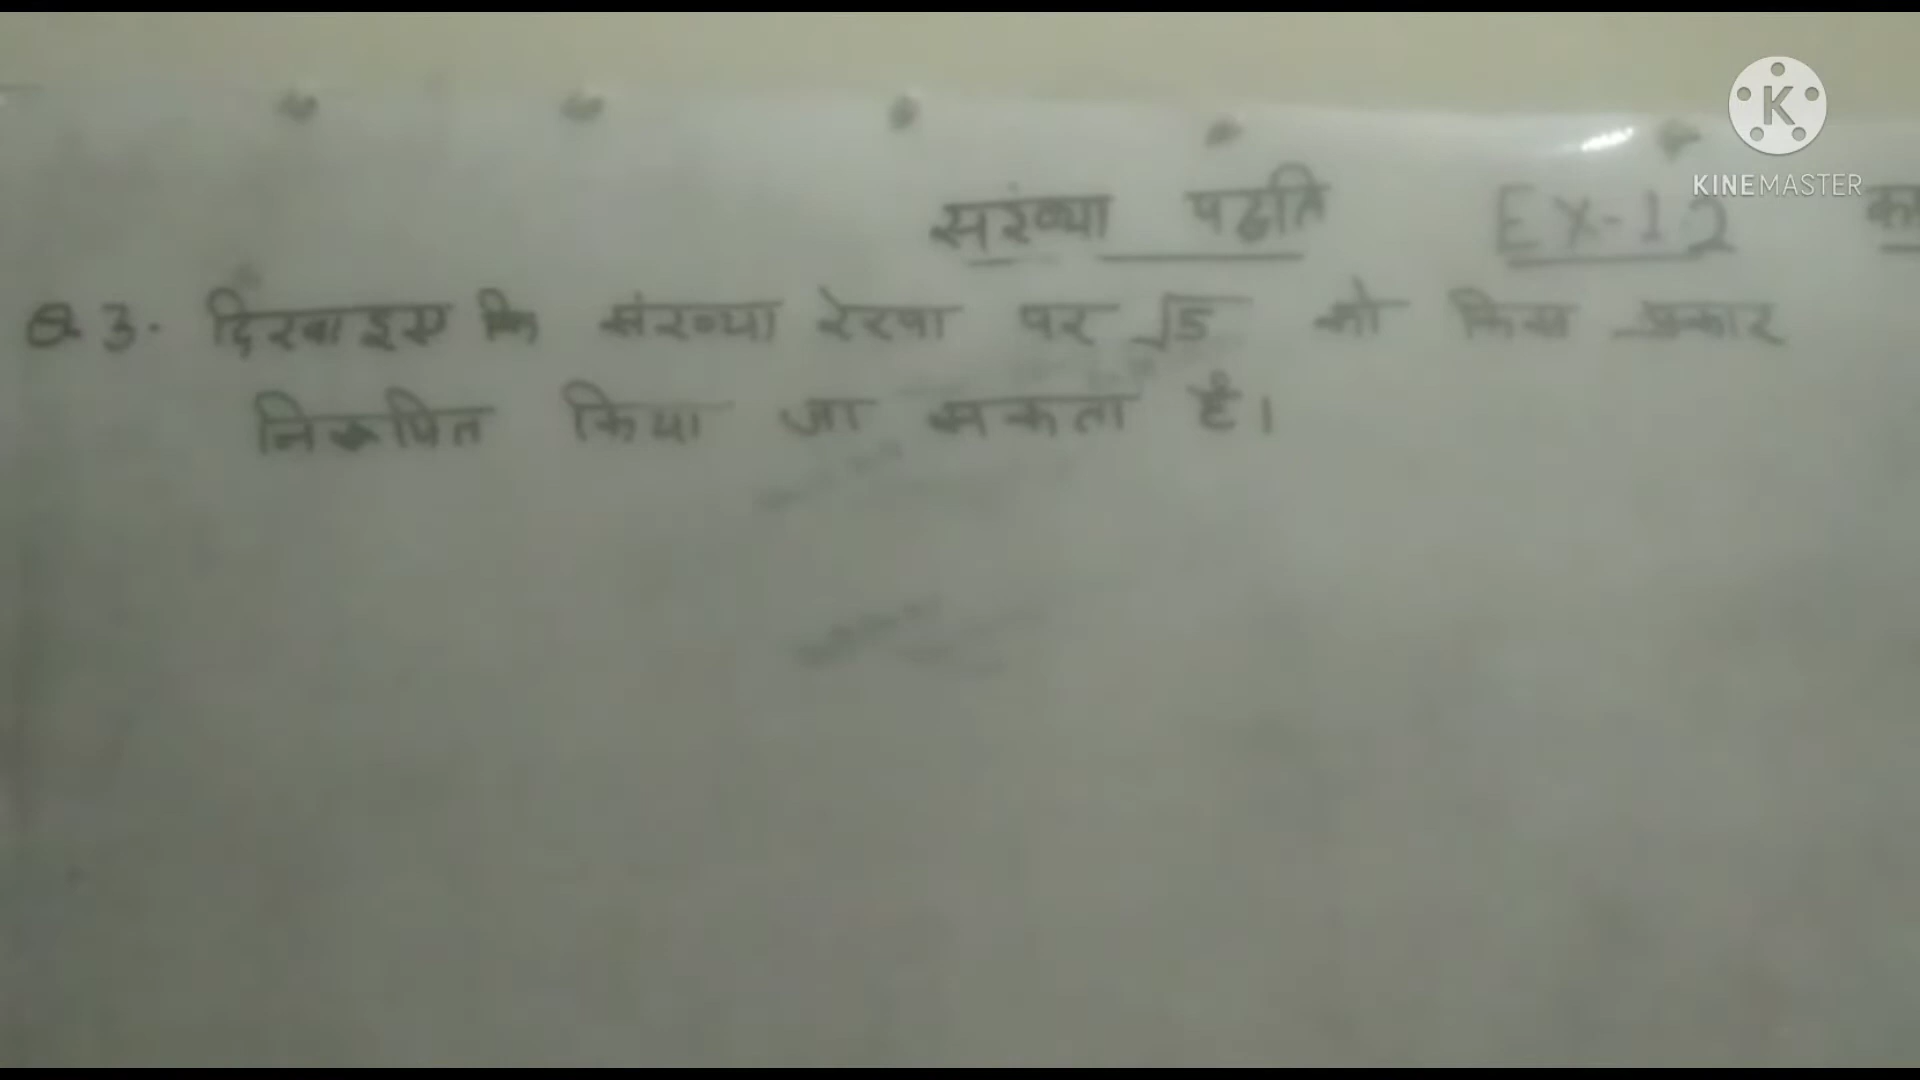 KINEMASTER
संख्या पद्धति EX-1.2
Q 3. दिखाइए कि संख्या रेखा पर √5 को किस प्रकार
निरूपित किया जा सकता है।